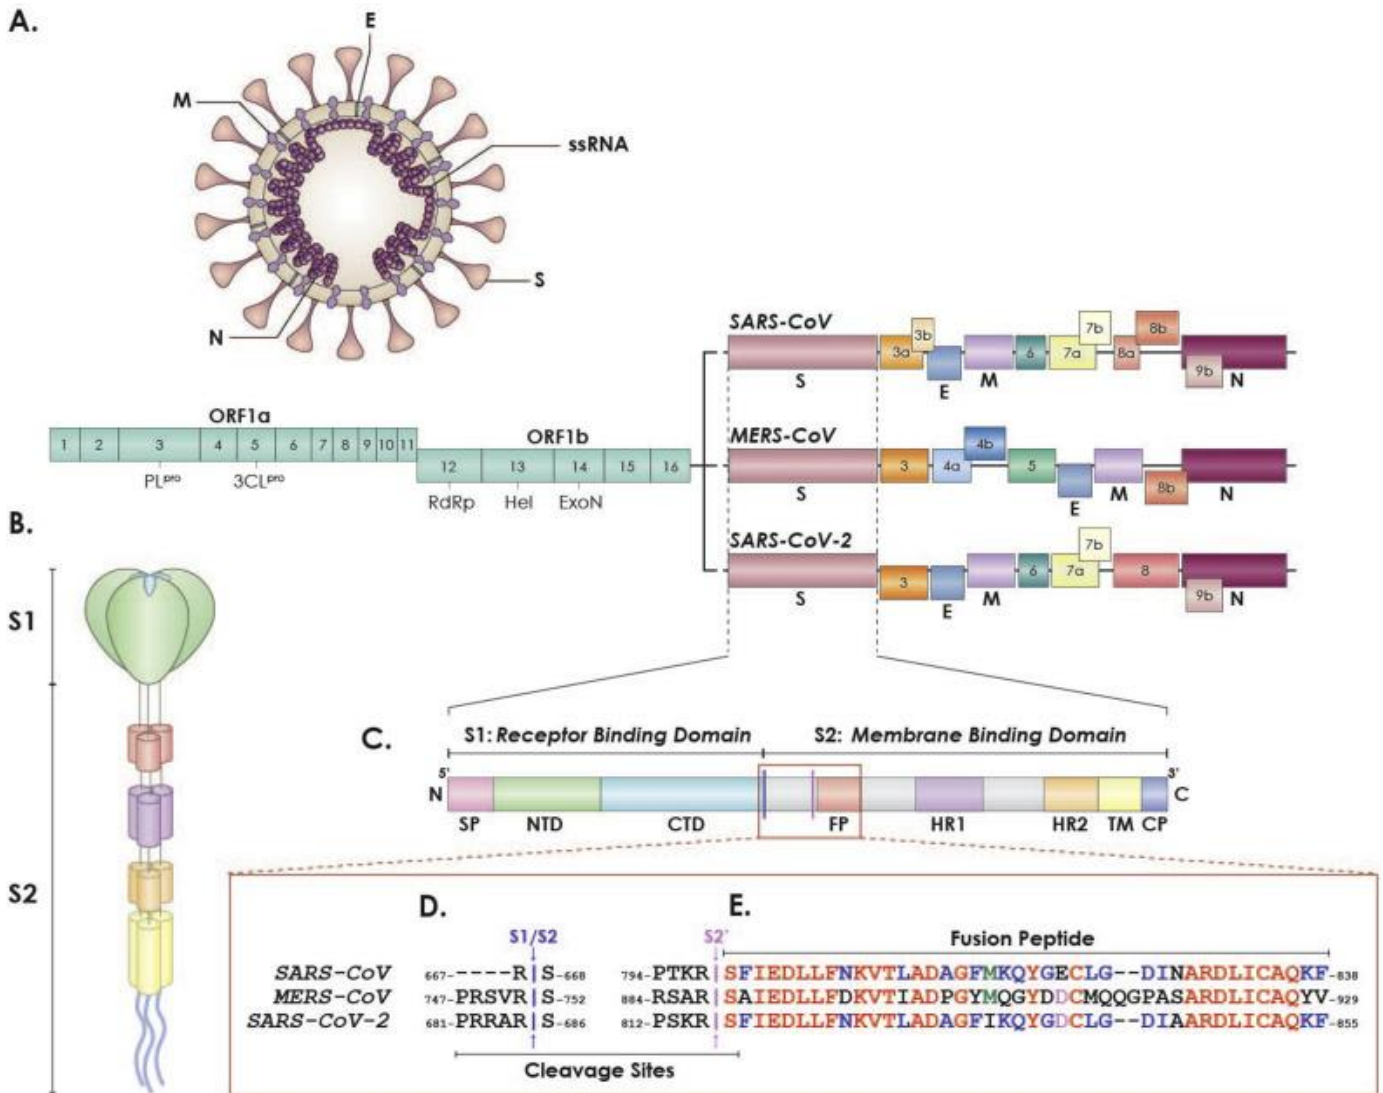 A.
E
M
ssRNA
S
N
SARS-CoV
3b 7b 8b
3a 6 7a 8a
9b
S E M N
ORF1a
1 2 3 4 5 6 7 8 9 10 11
PLpro 3CLpro
ORF1b
12 13 14 15 16
RdRp Hel ExoN
MERS-CoV
4b
3 4a 5
8b
S E M N
SARS-CoV-2
7b
3 6 7a 8
9b
S E M N
B.
S1
S2
C.
S1: Receptor Binding Domain S2: Membrane Binding Domain
5' 3'
N C
SP NTD CTD FP HR1 HR2 TM CP
D. E.
S1/S2 S2' Fusion Peptide
SARS-CoV 667-----R|S-668 794-PTKR|SFIEDLLFNKVTLADAGFMKQYGECLG--DINARDLICAQKF-838
MERS-CoV 747-PRSVR|S-752 884-RSAR|SAIEDLLFDKVTIADPGYMQGYDDCMQQGPASARDLICAQYV-929
SARS-CoV-2 681-PRRAR|S-686 812-PSKR|SFIEDLLFNKVTLADAGFIKQYGDCLG--DIAARDLICAQKF-855
Cleavage Sites